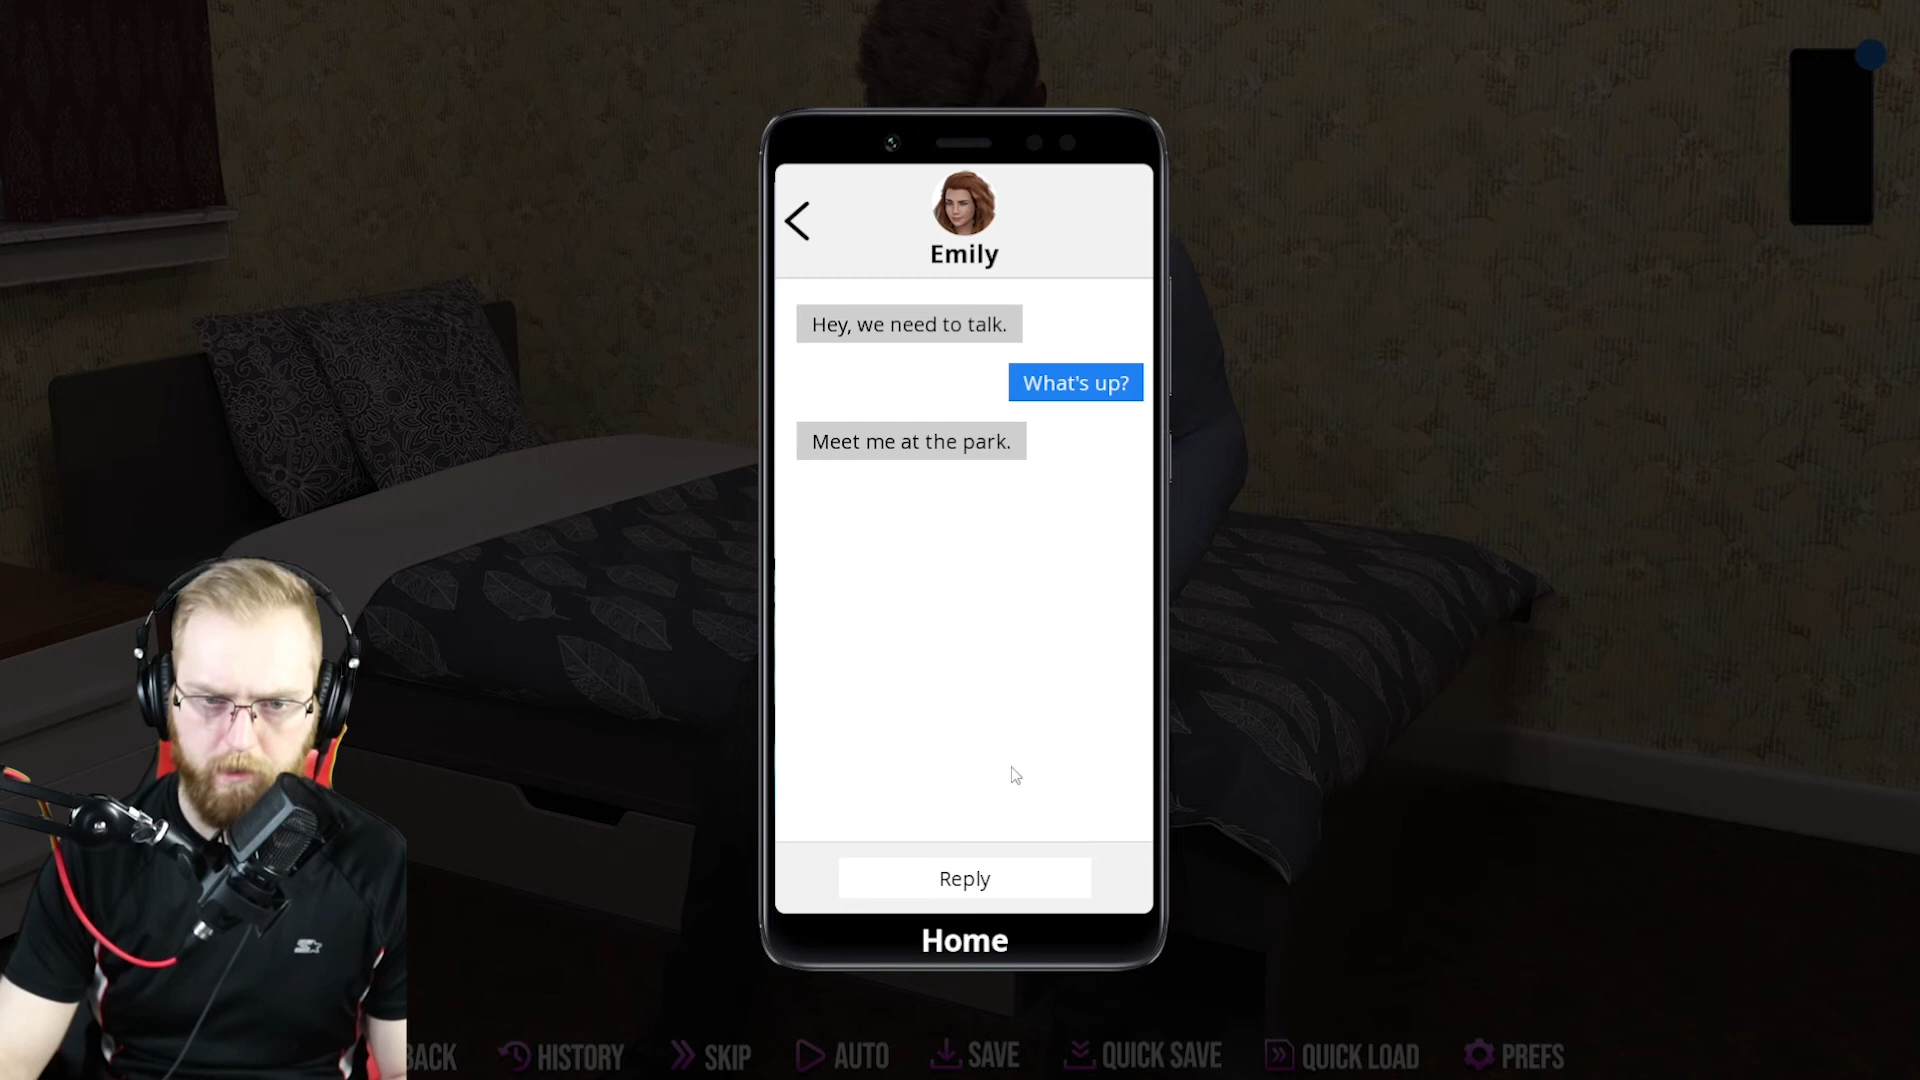 Emily
Hey, we need to talk.
What's up?
Meet me at the park.
Reply
Home
BACK
HISTORY
SKIP
AUTO
SAVE
QUICK SAVE
QUICK LOAD
PREFS